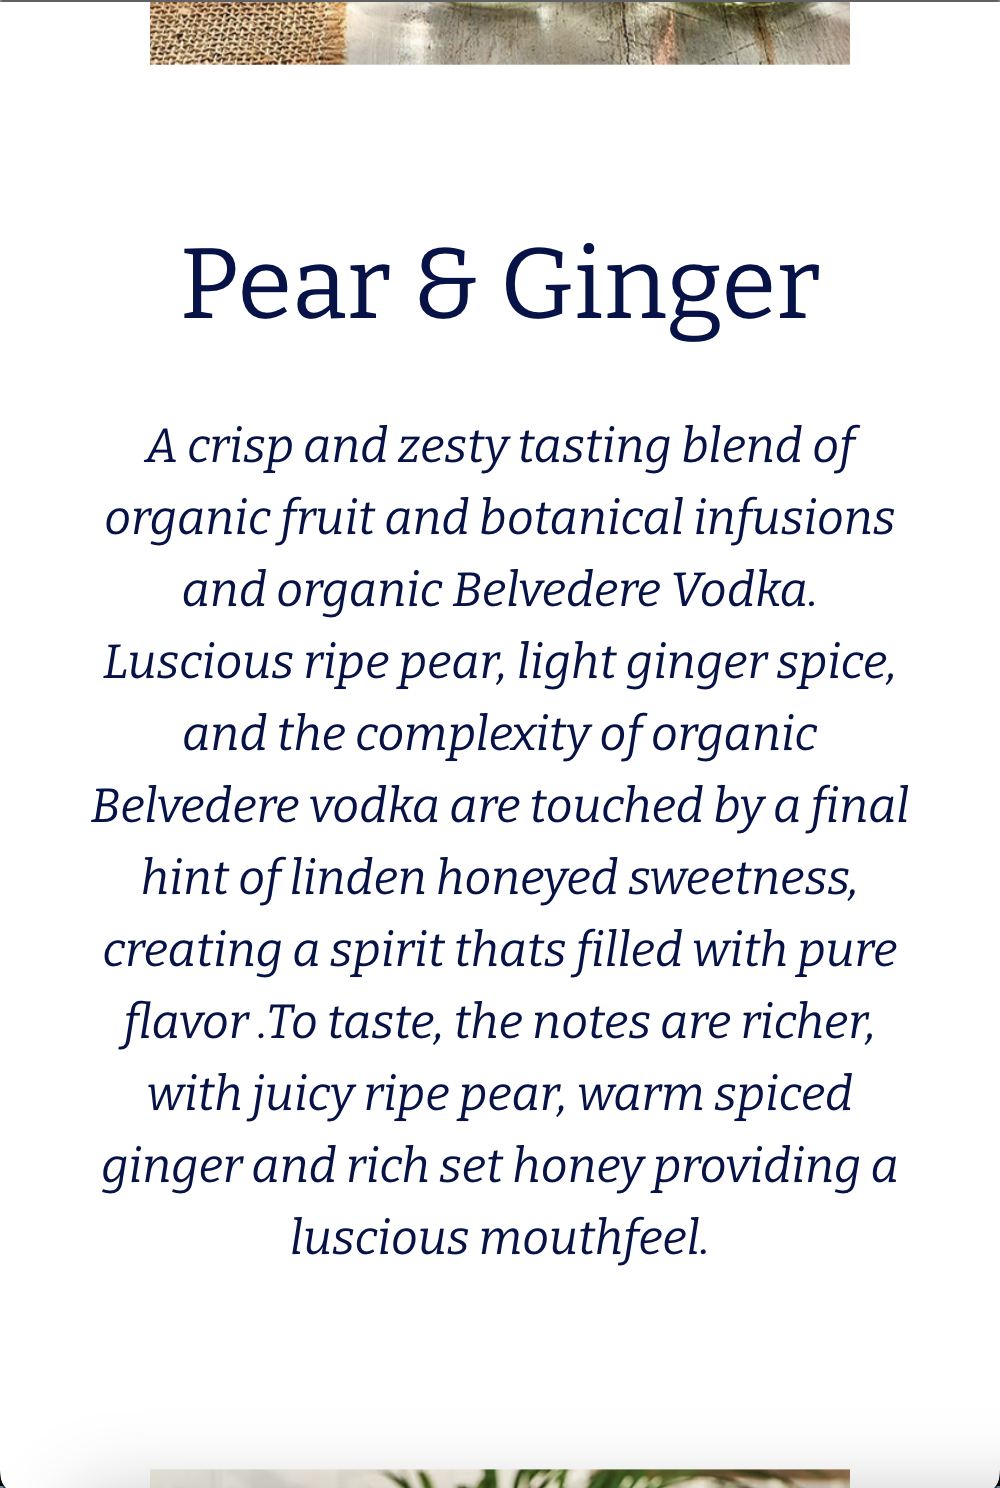 Pear & Ginger
A crisp and zesty tasting blend of
organic fruit and botanical infusions
and organic Belvedere Vodka.
Luscious ripe pear, light ginger spice,
and the complexity of organic
Belvedere vodka are touched by a final
hint of linden honeyed sweetness,
creating a spirit thats filled with pure
flavor .To taste, the notes are richer,
with juicy ripe pear, warm spiced
ginger and rich set honey providing a
luscious mouthfeel.